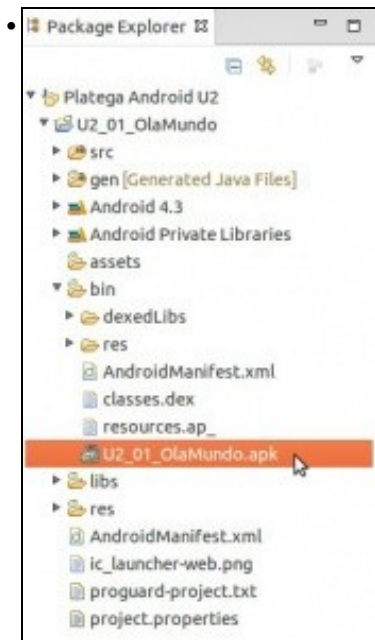 Package Explorer
Platega Android U2
U2_01_OlaMundo
src
gen [Generated Java Files]
Android 4.3
Android Private Libraries
assets
bin
dexedLibs
res
AndroidManifest.xml
classes.dex
resources.ap_
U2_01_OlaMundo.apk
libs
res
AndroidManifest.xml
ic_launcher-web.png
proguard-project.txt
project.properties